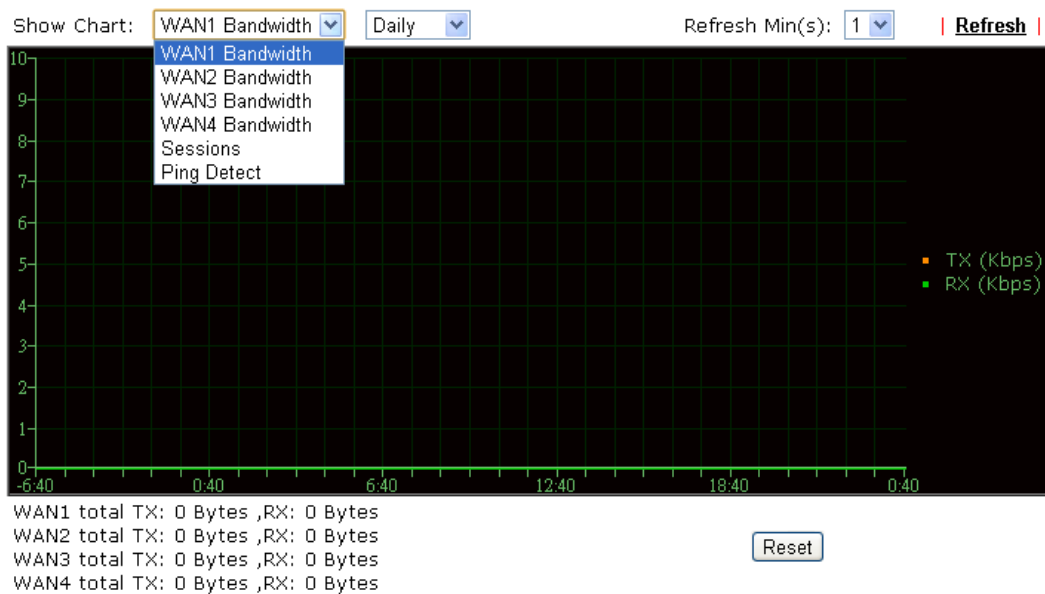 Show Chart: WAN1 Bandwidth Daily Refresh Min(s): 1 | Refresh |
WAN1 Bandwidth
WAN2 Bandwidth
WAN3 Bandwidth
WAN4 Bandwidth
Sessions
Ping Detect
10
9
8
7
6
5
4
3
2
1
0
TX (Kbps)
RX (Kbps)
-6:40 0:40 6:40 12:40 18:40 0:40
WAN1 total TX: 0 Bytes ,RX: 0 Bytes
WAN2 total TX: 0 Bytes ,RX: 0 Bytes
WAN3 total TX: 0 Bytes ,RX: 0 Bytes
WAN4 total TX: 0 Bytes ,RX: 0 Bytes
Reset